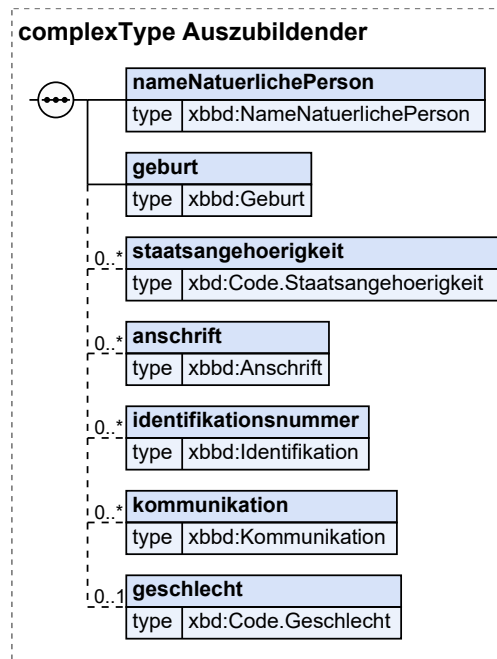 complexType Auszubildender
nameNatuerlichePerson
type xbbd:NameNatuerlichePerson
geburt
type xbbd:Geburt
0..* staatsangehoerigkeit
type xbd:Code.Staatsangehoerigkeit
0..* anschrift
type xbbd:Anschrift
0..* identifikationsnummer
type xbbd:Identifikation
0..* kommunikation
type xbbd:Kommunikation
0..1 geschlecht
type xbd:Code.Geschlecht